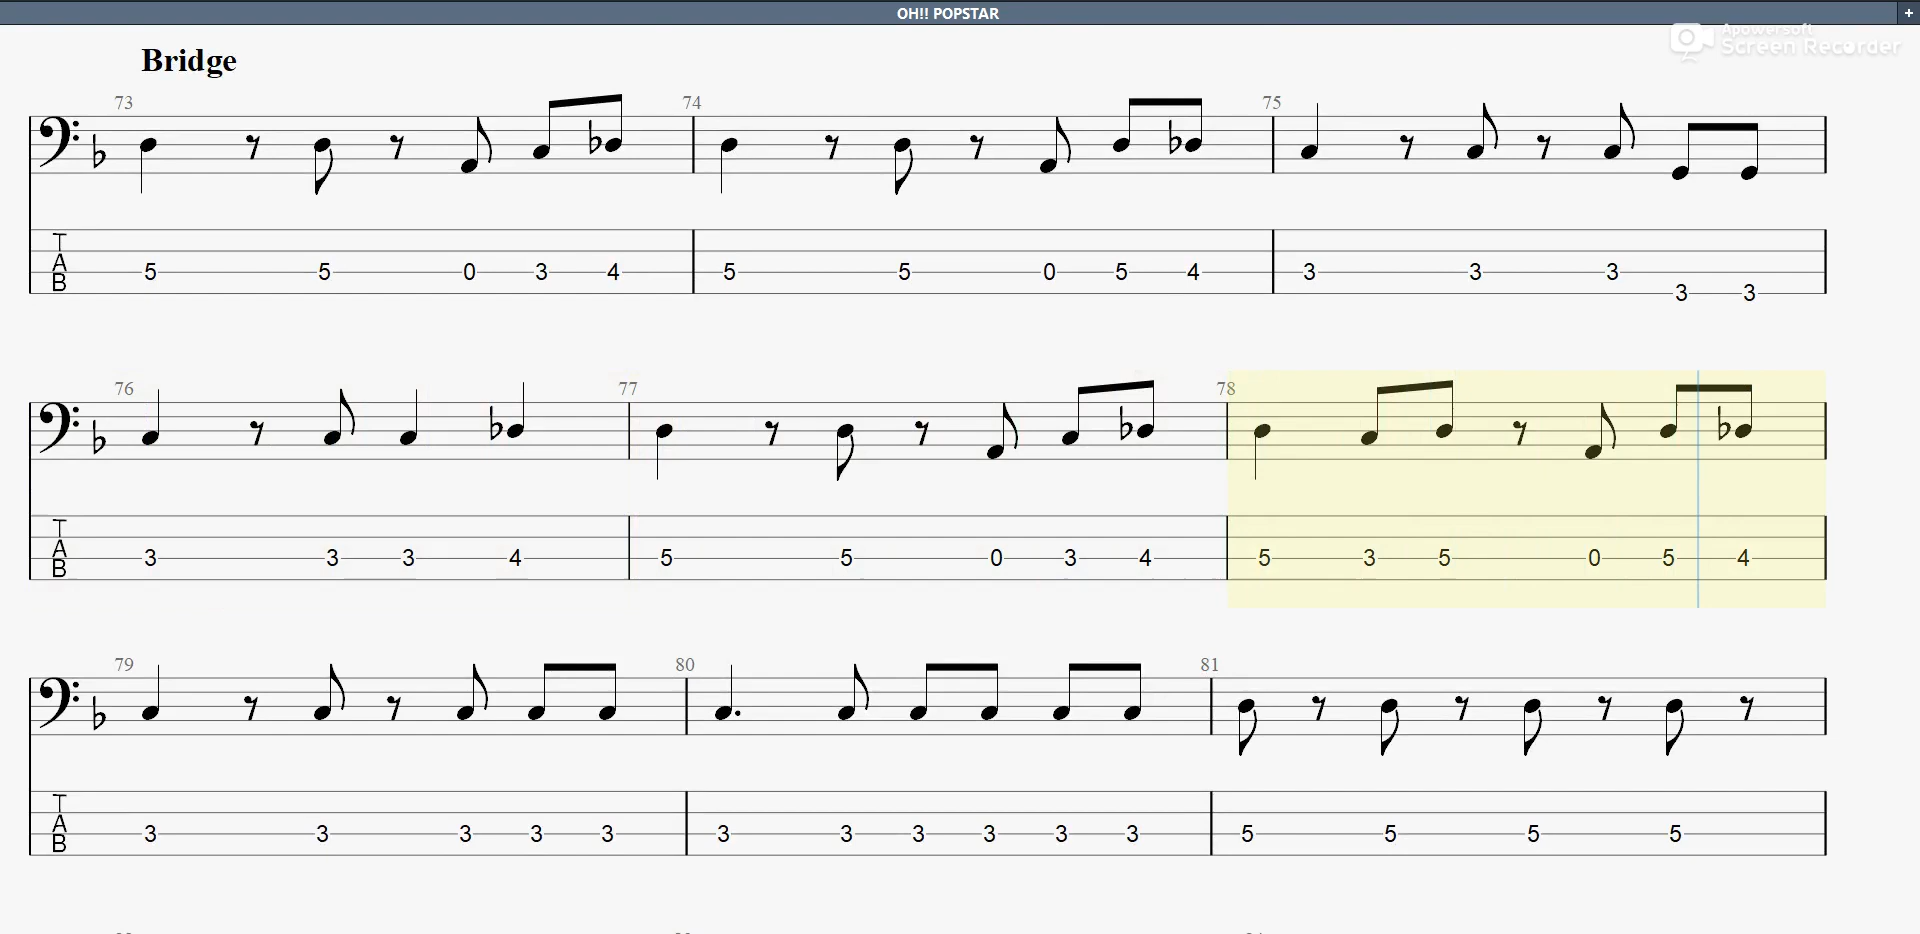 OH!! POPSTAR +
Apowersoft
Screen Recorder
Bridge
73 74 75
T
A
B
5 5 0 3 4 5 5 0 5 4 3 3 3
3 3
76 77 78
T
A
B
3 3 3 4 5 5 0 3 4 5 3 5 0 5 4
79 80 81
T
A
B
3 3 3 3 3 3 3 3 3 3 3 5 5 5 5